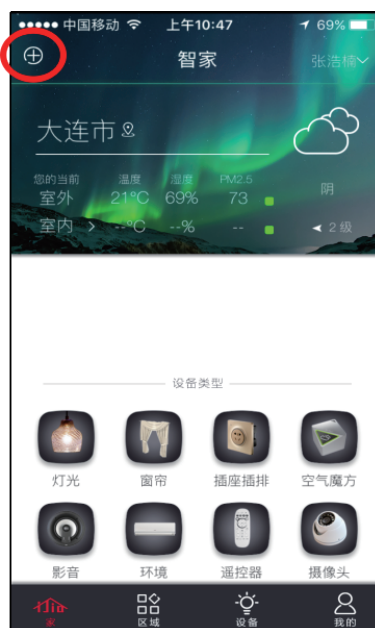 中国移动 上午10:47 69%
智家 张浩楠
大连市
您的当前 温度 湿度 PM2.5
室外 21°C 69% 73 阴
室内 > --°C --% -- 2 级
设备类型
灯光 窗帘 插座插排 空气魔方
影音 环境 遥控器 摄像头
家 区域 设备 我的